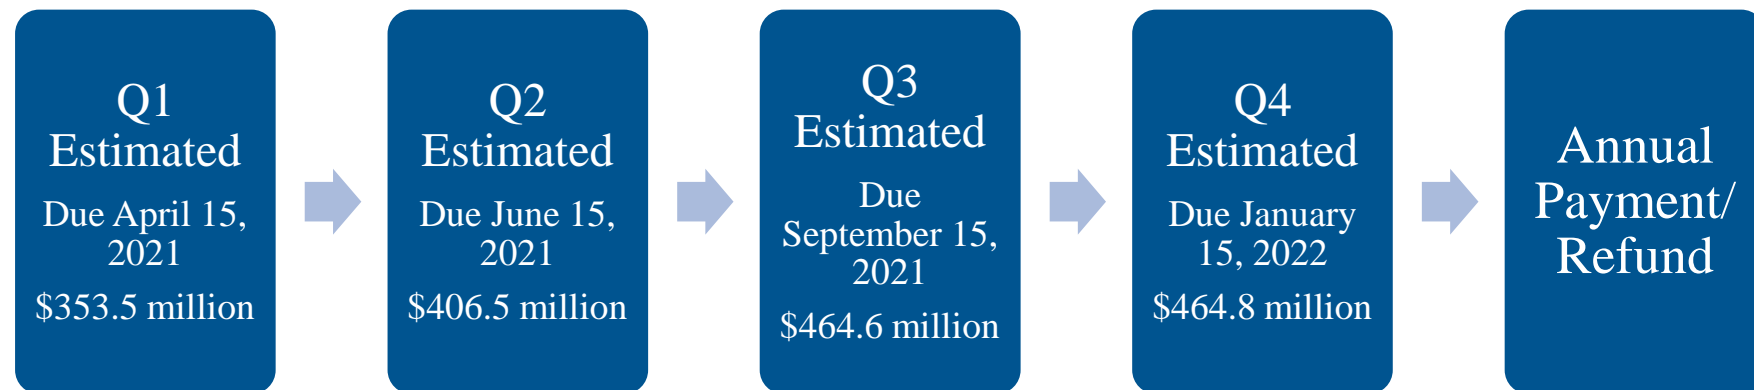 Q1
Estimated
Due April 15,
2021
$353.5 million
Q2
Estimated
Due June 15,
2021
$406.5 million
Q3
Estimated
Due
September 15,
2021
$464.6 million
Q4
Estimated
Due January
15, 2022
$464.8 million
Annual
Payment/
Refund